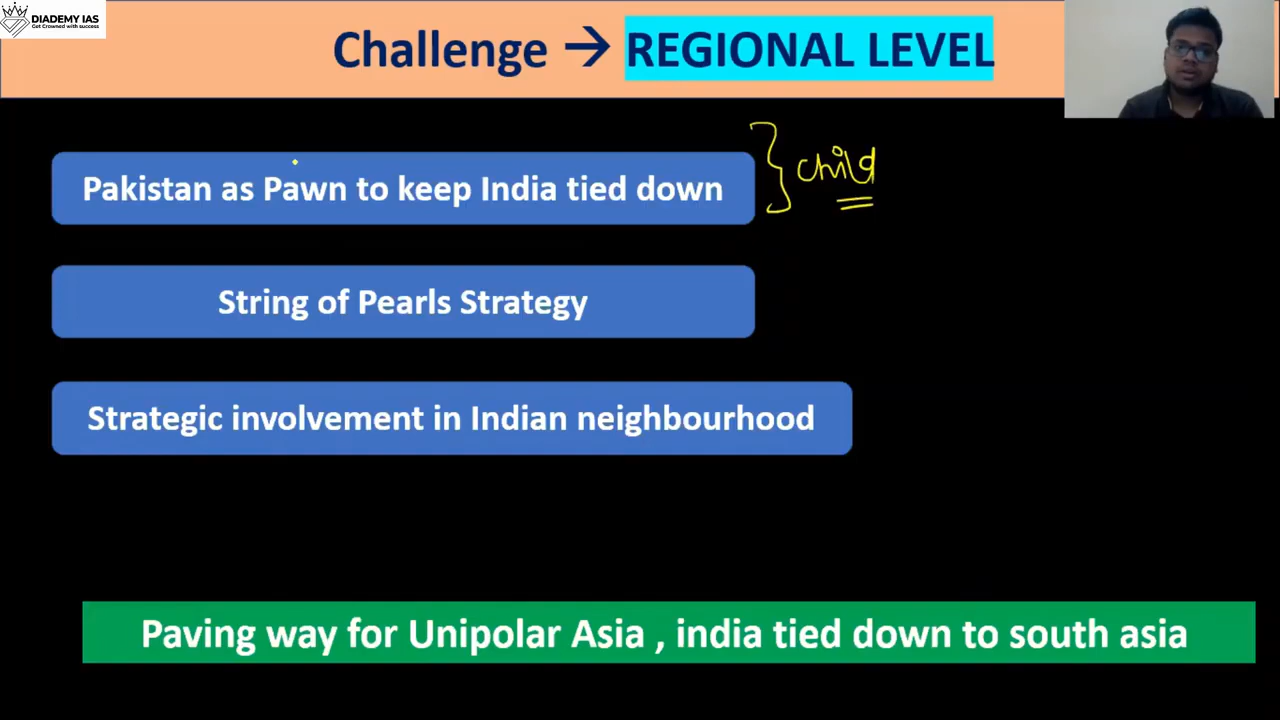 DIADEMY IAS
Get Crowned with success
Challenge → REGIONAL LEVEL
Pakistan as Pawn to keep India tied down
child
String of Pearls Strategy
Strategic involvement in Indian neighbourhood
Paving way for Unipolar Asia , india tied down to south asia